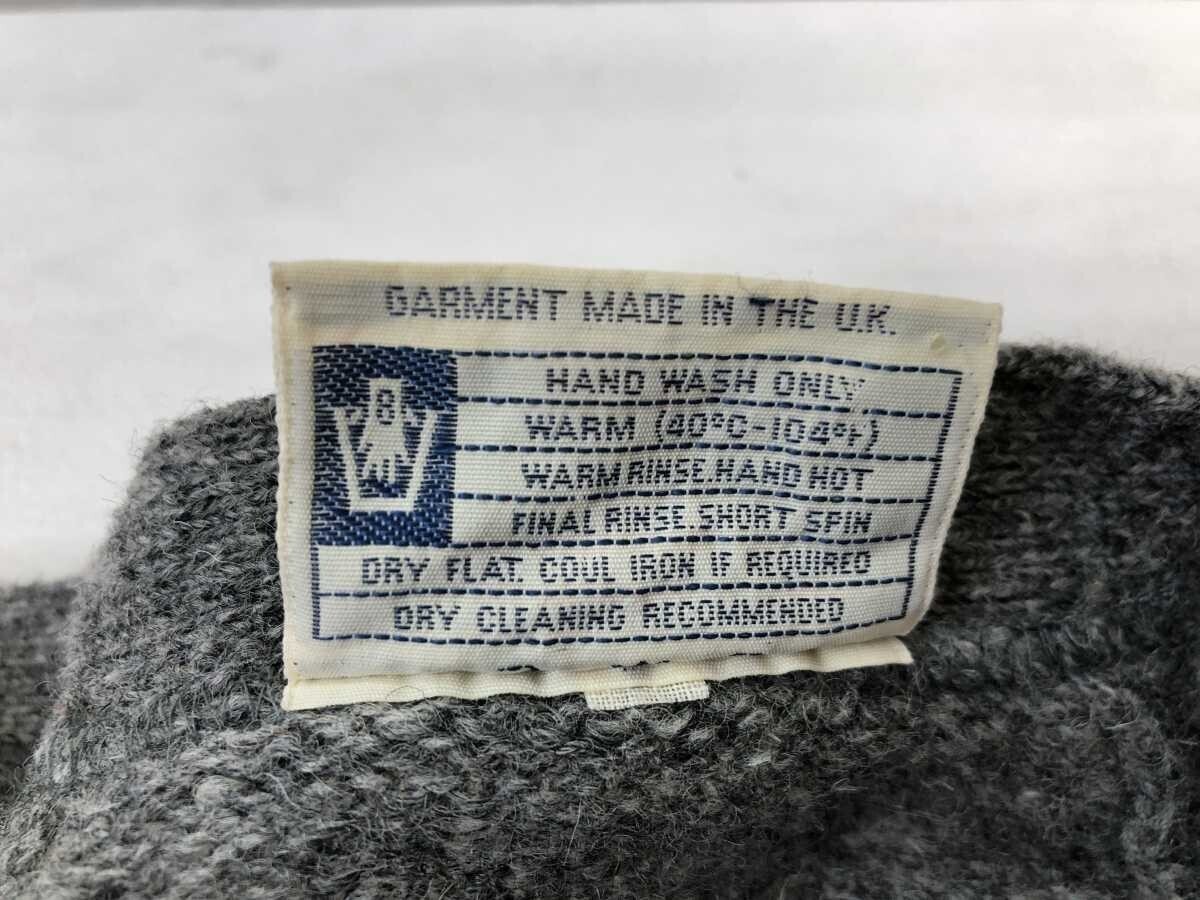 GARMENT MADE IN THE U.K.
8
HAND WASH ONLY
WARM (40°C-104°F)
WARM RINSE.HAND HOT
FINAL RINSE.SHORT SPIN
DRY FLAT. COOL IRON IF REQUIRED
DRY CLEANING RECOMMENDED